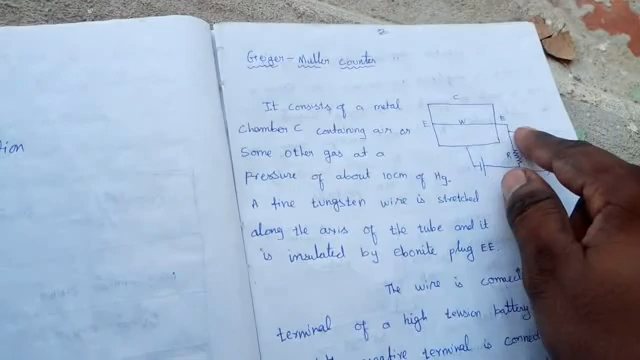 Geiger - Muller Counter
It consists of a metal
Chamber C containing air or
Some other gas at a
Pressure of about 10cm of Hg.
A fine tungsten wire is stretched
along the axis of the tube and it
is insulated by ebonite plug EE.
The wire is
terminal of a high tension battery
terminal is
C
E
W
R